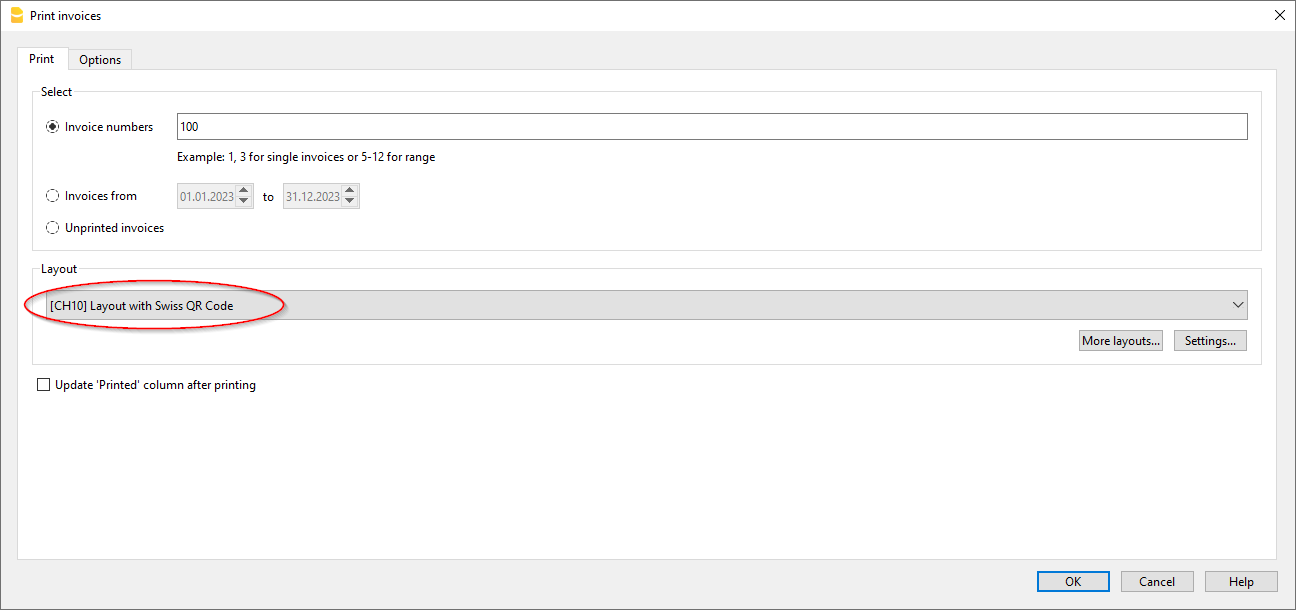 Print invoices
Print
Options
Select
Invoice numbers
100
Example: 1, 3 for single invoices or 5-12 for range
Invoices from 01.01.2023 to 31.12.2023
Unprinted invoices
Layout
[CH10] Layout with Swiss QR Code
More layouts... Settings...
Update 'Printed' column after printing
OK Cancel Help